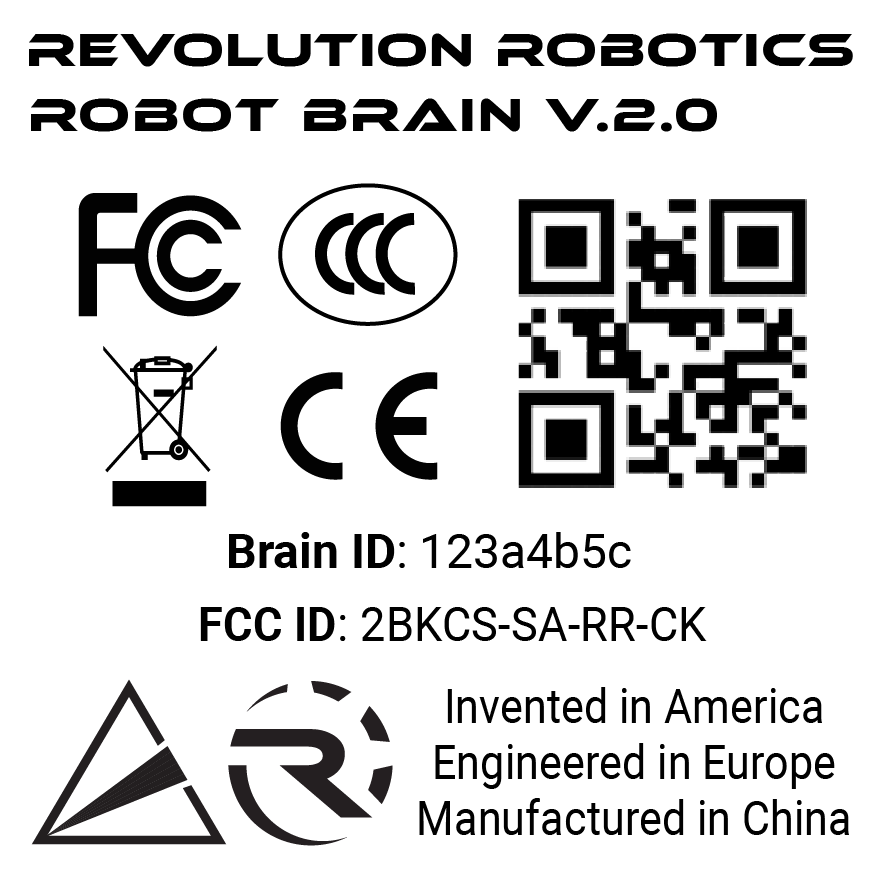 REVOLUTION ROBOTICS
ROBOT BRAIN V.2.0
FC
CCC
CE
Brain ID: 123a4b5c
FCC ID: 2BKCS-SA-RR-CK
R
Invented in America
Engineered in Europe
Manufactured in China